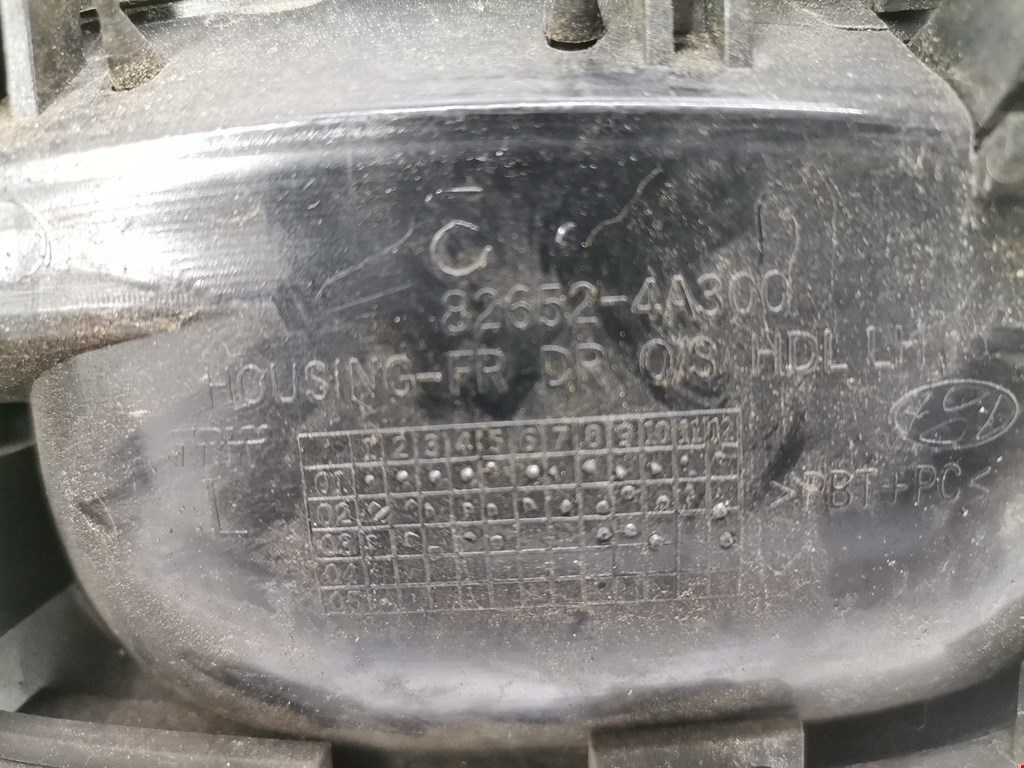 C
82652-4A300
HOUSING-FR DR O/S HDL LH
1 2 3 4 5 6 7 8 9 10 11 12
01
02
03
04
05
L
>PBT+PC<